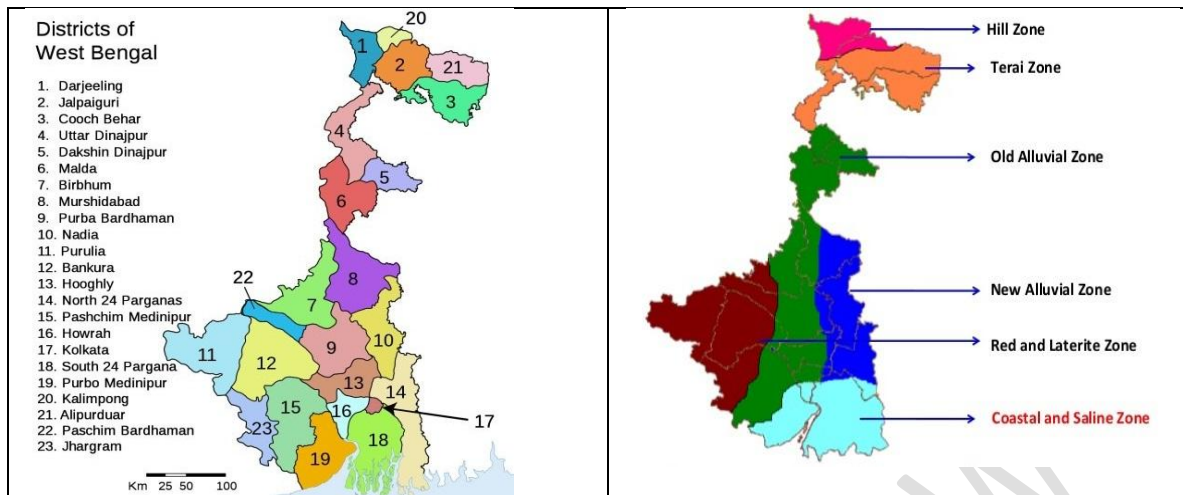 Districts of
West Bengal
1. Darjeeling
2. Jalpaiguri
3. Cooch Behar
4. Uttar Dinajpur
5. Dakshin Dinajpur
6. Malda
7. Birbhum
8. Murshidabad
9. Purba Bardhaman
10. Nadia
11. Purulia
12. Bankura
13. Hooghly
14. North 24 Parganas
15. Pashchim Medinipur
16. Howrah
17. Kolkata
18. South 24 Pargana
19. Purbo Medinipur
20. Kalimpong
21. Alipurduar
22. Paschim Bardhaman
23. Jhargram
Km 25 50 100
20
1
2
21
3
4
5
6
8
22
7
10
9
11
12
13
14
15
16
17
23
18
19
Hill Zone
Terai Zone
Old Alluvial Zone
New Alluvial Zone
Red and Laterite Zone
Coastal and Saline Zone